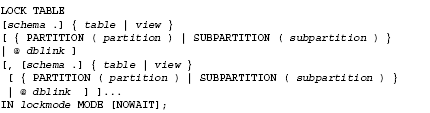 LOCK TABLE
[schema .] { table | view }
[ { PARTITION ( partition ) | SUBPARTITION ( subpartition ) }
| @ dblink ]
[, [schema .] { table | view }
[ { PARTITION ( partition ) | SUBPARTITION ( subpartition ) }
| @ dblink ] ]...
IN lockmode MODE [NOWAIT];